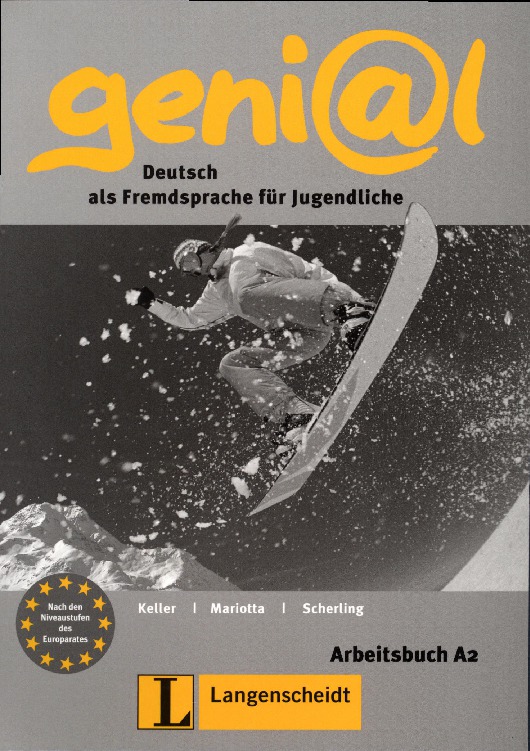 geni@l
Deutsch
als Fremdsprache für Jugendliche
Nach den
Niveaustufen
des
Europarates
Keller | Mariotta | Scherling
Arbeitsbuch A2
L
Langenscheidt